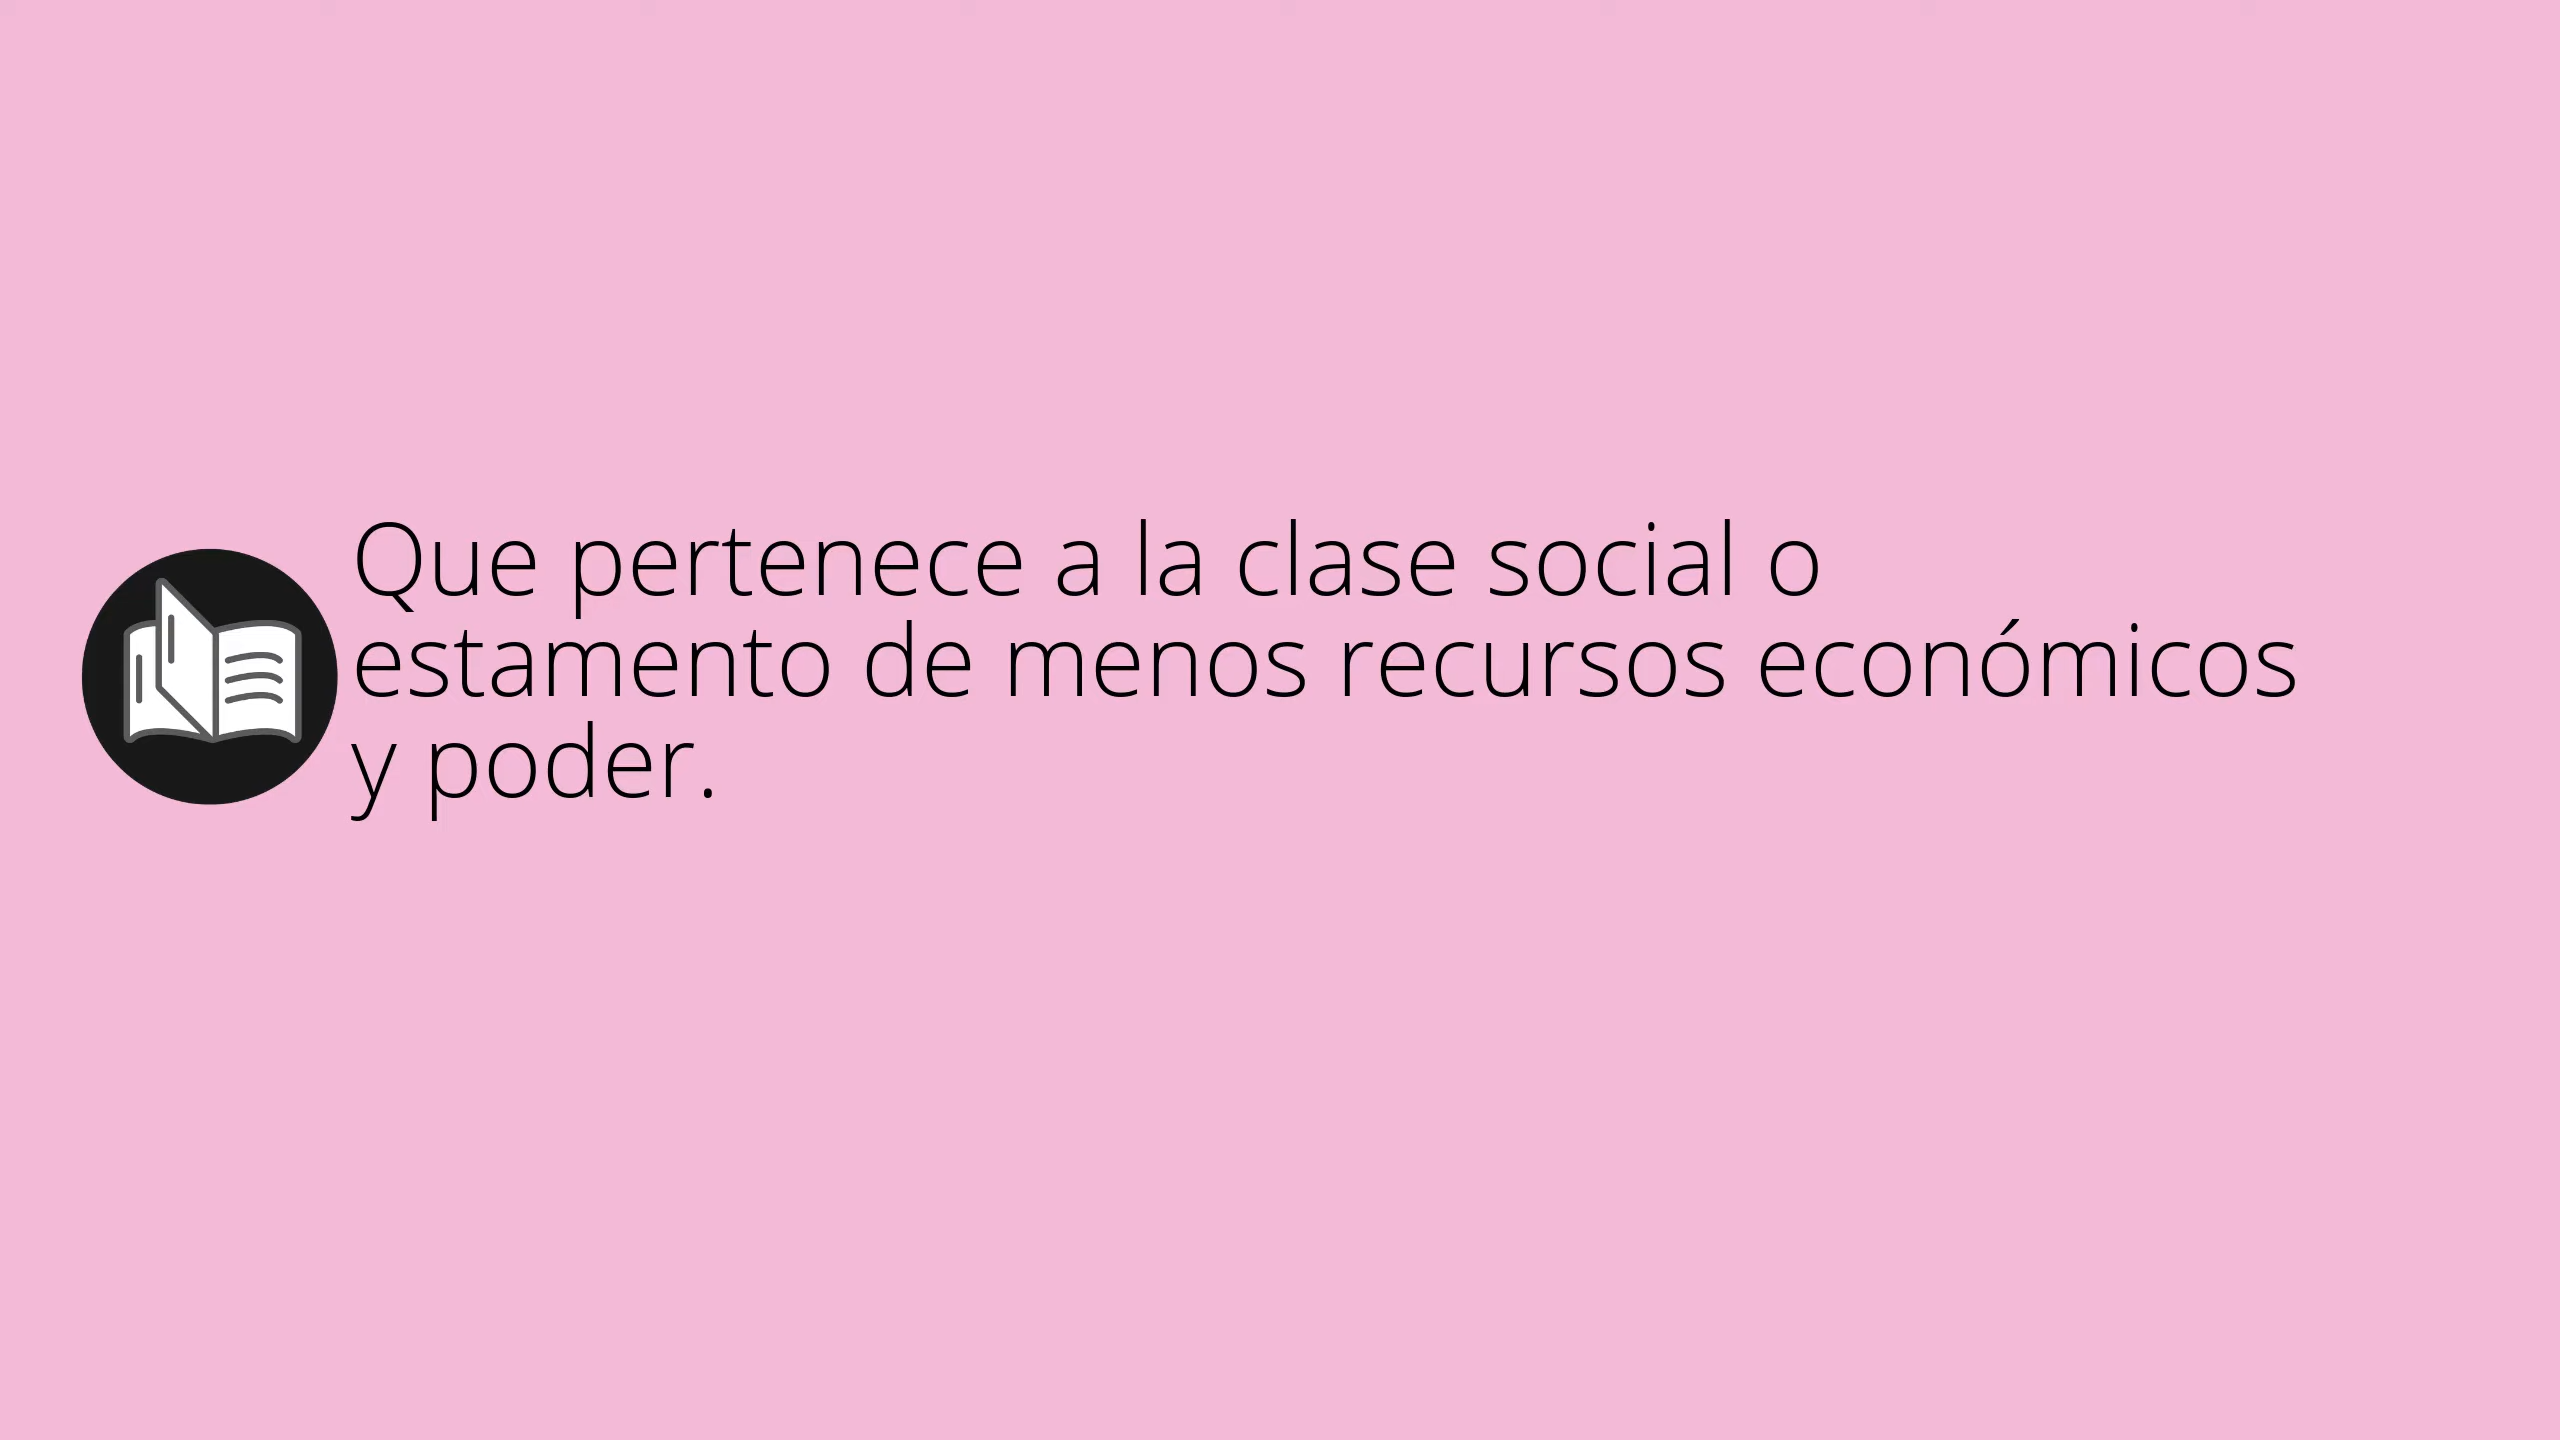 Que pertenece a la clase social o
estamento de menos recursos económicos
y poder.